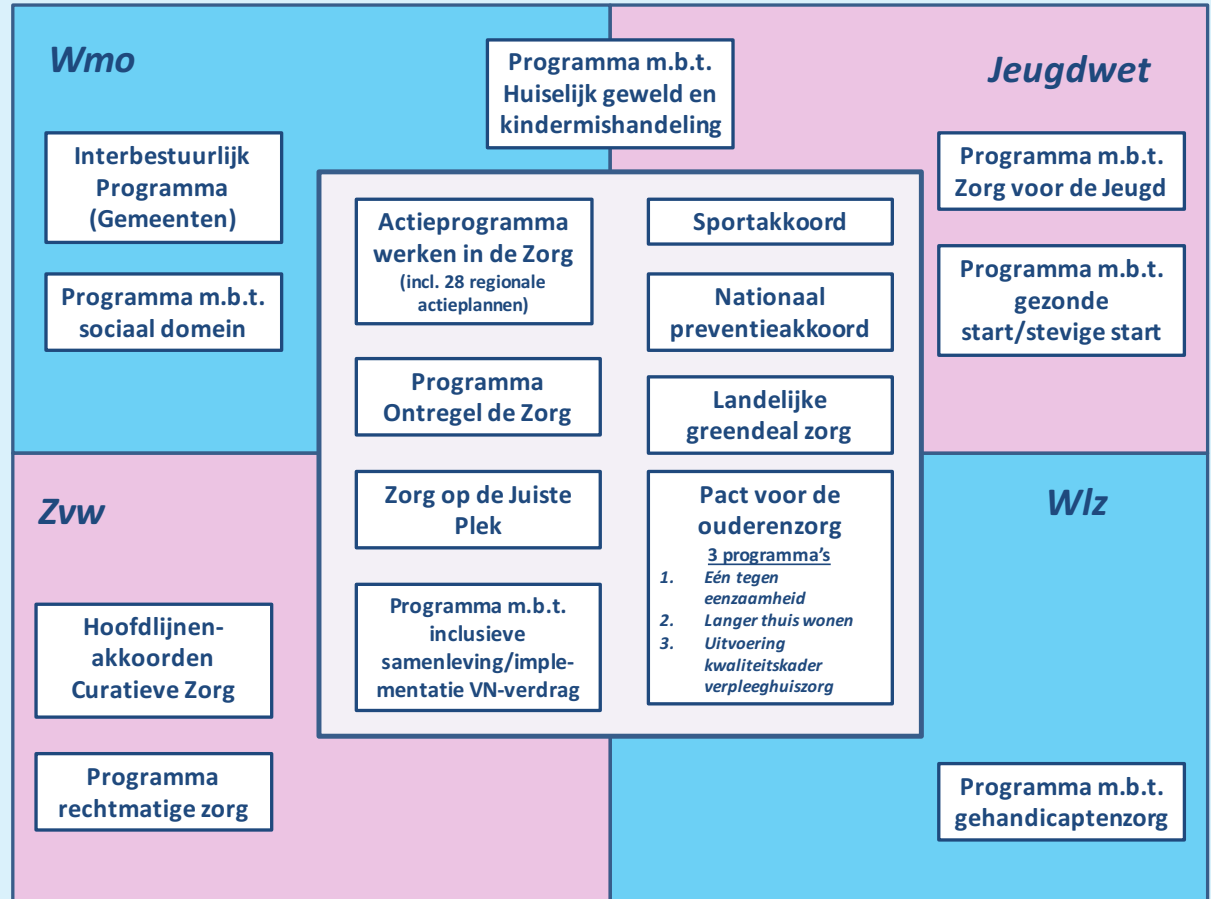 Wmo
Interbestuurlijk
Programma
(Gemeenten)
Programma m.b.t.
sociaal domein
Programma m.b.t.
Huiselijk geweld en
kindermishandeling
Jeugdwet
Programma m.b.t.
Zorg voor de Jeugd
Programma m.b.t.
gezonde
start/stevige start
Actieprogramma
werken in de Zorg
(incl. 28 regionale
actieplannen)
Programma
Ontregel de Zorg
Zorg op de Juiste
Plek
Programma m.b.t.
inclusieve
samenleving/imple-
mentatie VN-verdrag
Sportakkoord
Nationaal
preventieakkoord
Landelijke
greendeal zorg
Pact voor de
ouderenzorg
3 programma's
1. Eén tegen
eenzaamheid
2. Langer thuis wonen
3. Uitvoering
kwaliteitskader
verpleeghuiszorg
Zvw
Hoofdlijnen-
akkoorden
Curatieve Zorg
Programma
rechtmatige zorg
Wlz
Programma m.b.t.
gehandicaptenzorg